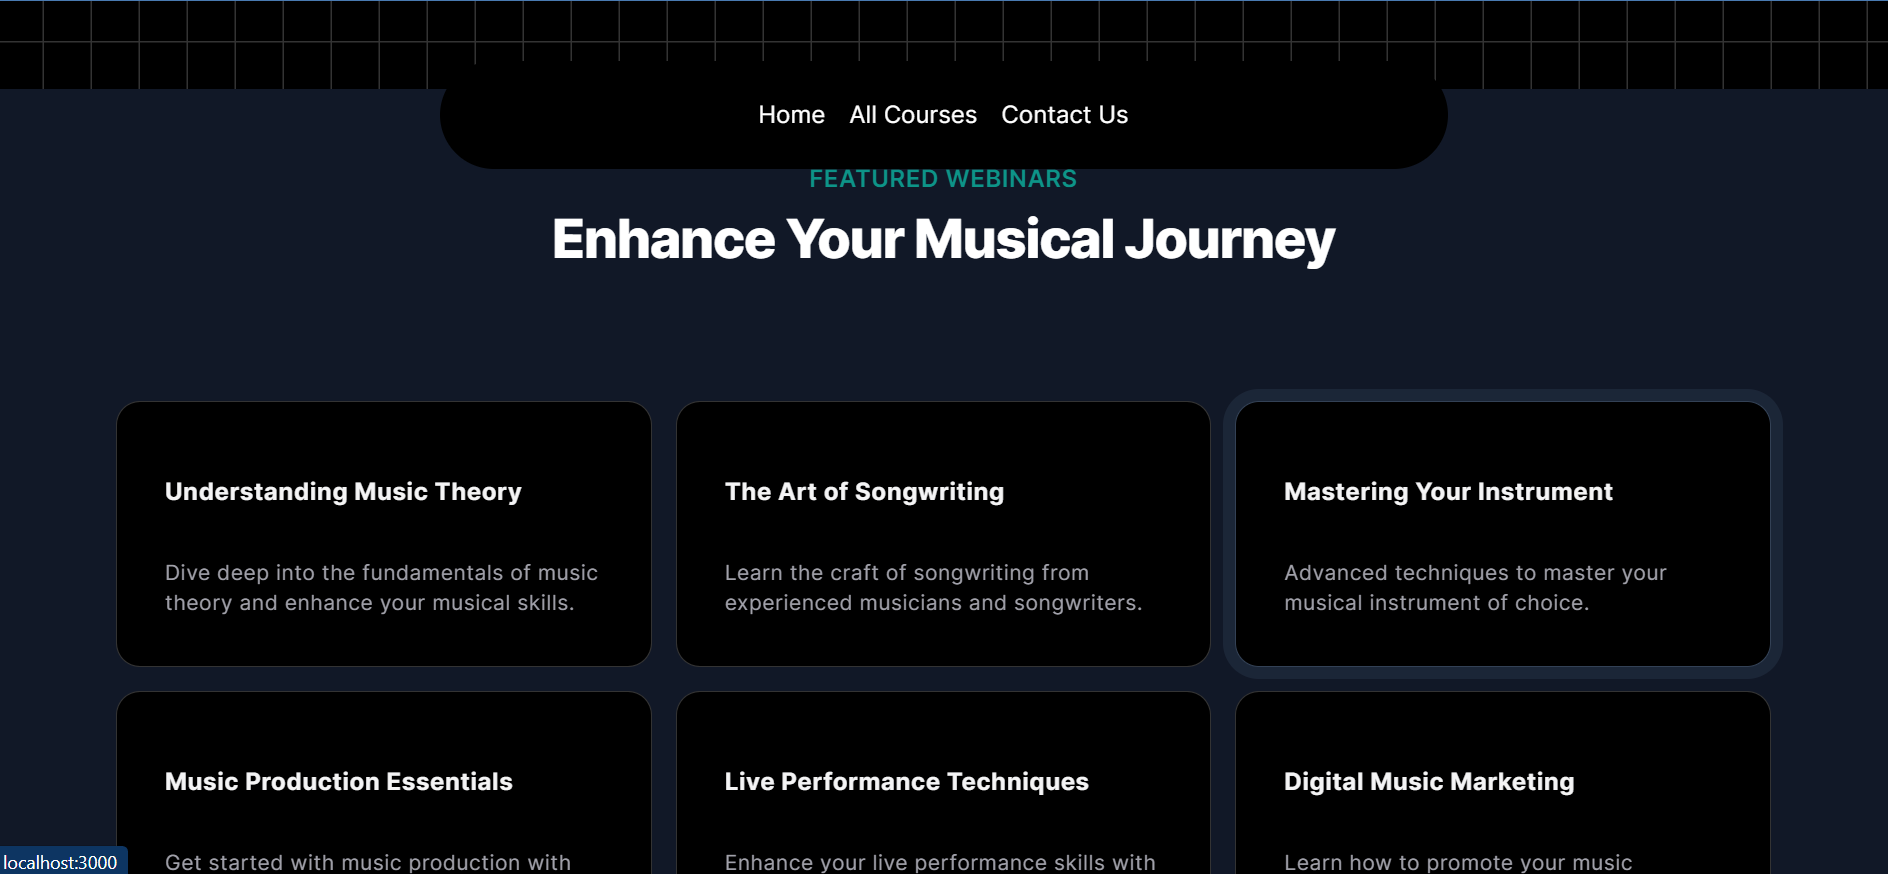 Home All Courses Contact Us
FEATURED WEBINARS
Enhance Your Musical Journey
Understanding Music Theory
Dive deep into the fundamentals of music
theory and enhance your musical skills.
The Art of Songwriting
Learn the craft of songwriting from
experienced musicians and songwriters.
Mastering Your Instrument
Advanced techniques to master your
musical instrument of choice.
Music Production Essentials
Get started with music production with
Live Performance Techniques
Enhance your live performance skills with
Digital Music Marketing
Learn how to promote your music
localhost:3000